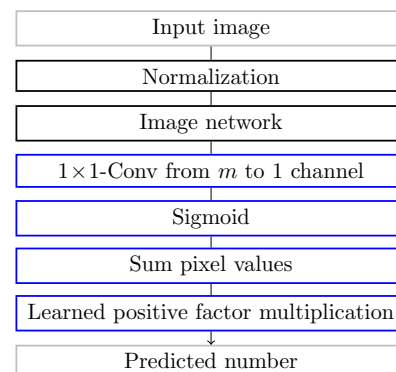 Input image
Normalization
Image network
1×1-Conv from m to 1 channel
Sigmoid
Sum pixel values
Learned positive factor multiplication
Predicted number